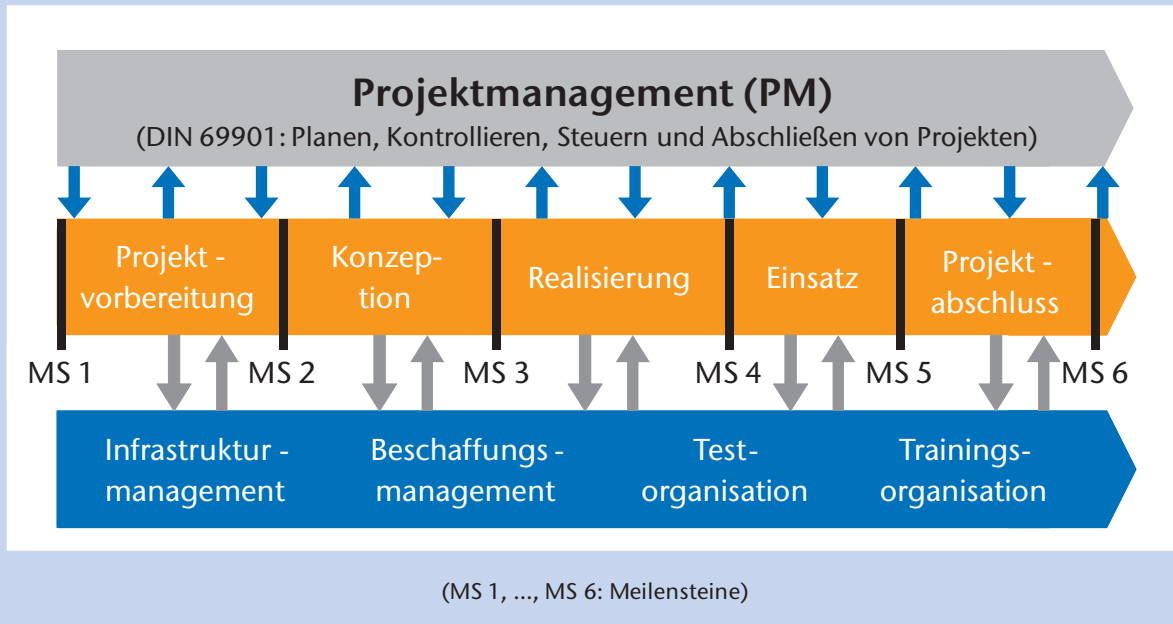 Projektmanagement (PM)
(DIN 69901: Planen, Kontrollieren, Steuern und Abschließen von Projekten)
Projekt -
vorbereitung
Konzep-
tion
Realisierung
Einsatz
Projekt -
abschluss
MS 1
MS 2
MS 3
MS 4
MS 5
MS 6
Infrastruktur -
management
Beschaffungs -
management
Test-
organisation
Trainings-
organisation
(MS 1, ..., MS 6: Meilensteine)